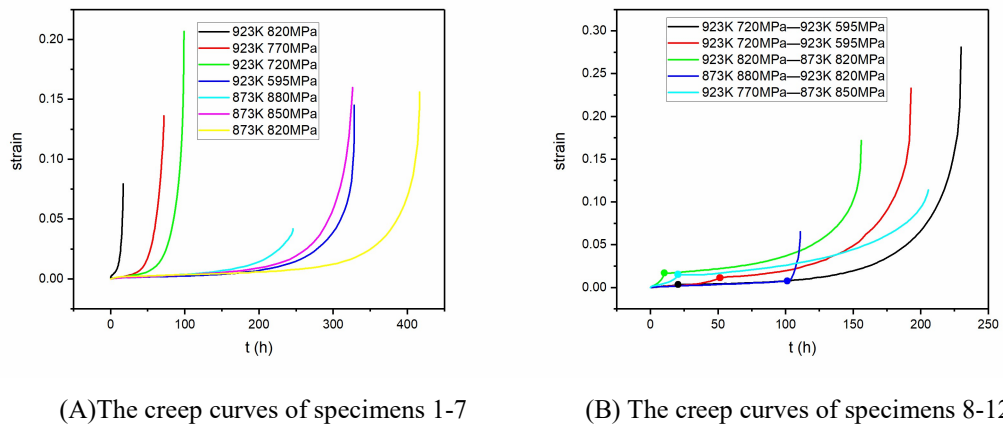 923K 820MPa
923K 770MPa
923K 720MPa
923K 595MPa
873K 880MPa
873K 850MPa
873K 820MPa
0.20
0.15
0.10
0.05
0.00
strain
0 100 200 300 400
t (h)
923K 720MPa—923K 595MPa
923K 720MPa—923K 595MPa
923K 820MPa—873K 820MPa
873K 880MPa—923K 820MPa
923K 770MPa—873K 850MPa
0.30
0.25
0.20
0.15
0.10
0.05
0.00
strain
0 50 100 150 200 250
t (h)
(A)The creep curves of specimens 1-7
(B) The creep curves of specimens 8-12